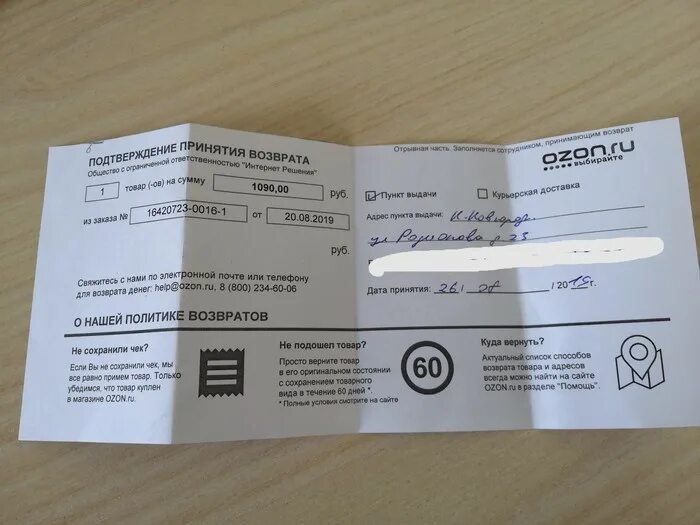 ПОДТВЕРЖДЕНИЕ ПРИНЯТИЯ ВОЗВРАТА
Общество с ограниченной ответственностью "Интернет Решения"
1 товар (-ов) на сумму 1090,00 руб.
из заказа № 16420723-0016-1 от 20.08.2019
руб.
Свяжитесь с нами по электронной почте или телефону
для возврата денег: help@ozon.ru, 8 (800) 234-60-06
Отрывная часть. Заполняется сотрудником, принимающим возврат
OZON.ru
выбирайте
Пункт выдачи Курьерская доставка
Адрес пункта выдачи: Н-Новгород.
ул Родионова д 23
Дата принятия: 26/ 08 /2019г.
О НАШЕЙ ПОЛИТИКЕ ВОЗВРАТОВ
Не сохранили чек?
Если Вы не сохранили чек, мы
все равно примем товар. Только
убедимся, что товар куплен
в магазине OZON.ru.
Не подошел товар?
Просто верните товар
в его оригинальном состоянии
с сохранением товарного
вида в течение 60 дней *.
* Полные условия смотрите на сайте
60
Куда вернуть?
Актуальный список способов
возврата товара и адресов
всегда можно найти на сайте
OZON.ru в разделе "Помощь".